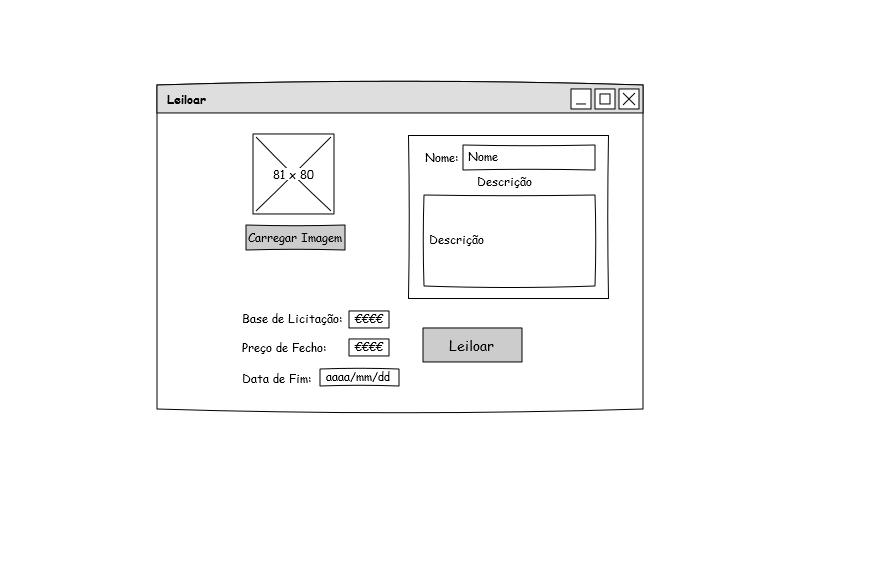 Leiloar
81 x 80
Carregar Imagem
Nome: Nome
Descrição
Descrição
Base de Licitação: €€€€
Preço de Fecho: €€€€
Data de Fim: aaaa/mm/dd
Leiloar